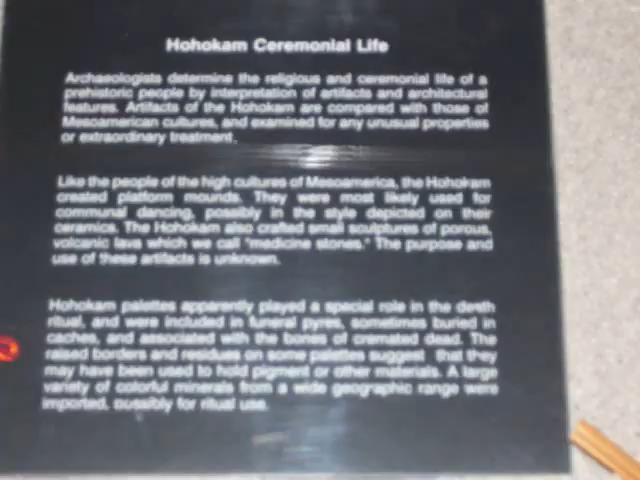 Hohokam Ceremonial Life
Archaeologists determine the religious and ceremonial life of a
prehistoric people by interpretation of artifacts and architectural
features. Artifacts of the Hohokam are compared with those of
Mesoamerican cultures, and examined for any unusual properties
or extraordinary treatment.
Like the people of the high cultures of Mesoamerica, the Hohokam
created platform mounds. They were most likely used for
communal dancing, possibly in the style depicted on their
ceramics. The Hohokam also crafted small sculptures of porous,
volcanic lava which we call "medicine stones." The purpose and
use of these artifacts is unknown.
Hohokam palettes apparently played a special role in the death
ritual, and were included in funeral pyres, sometimes buried in
caches, and associated with the bones of cremated dead. The
raised borders and residues on some palettes suggest that they
may have been used to hold pigment or other materials. A large
variety of colorful minerals from a wide geographic range were
imported, possibly for ritual use.